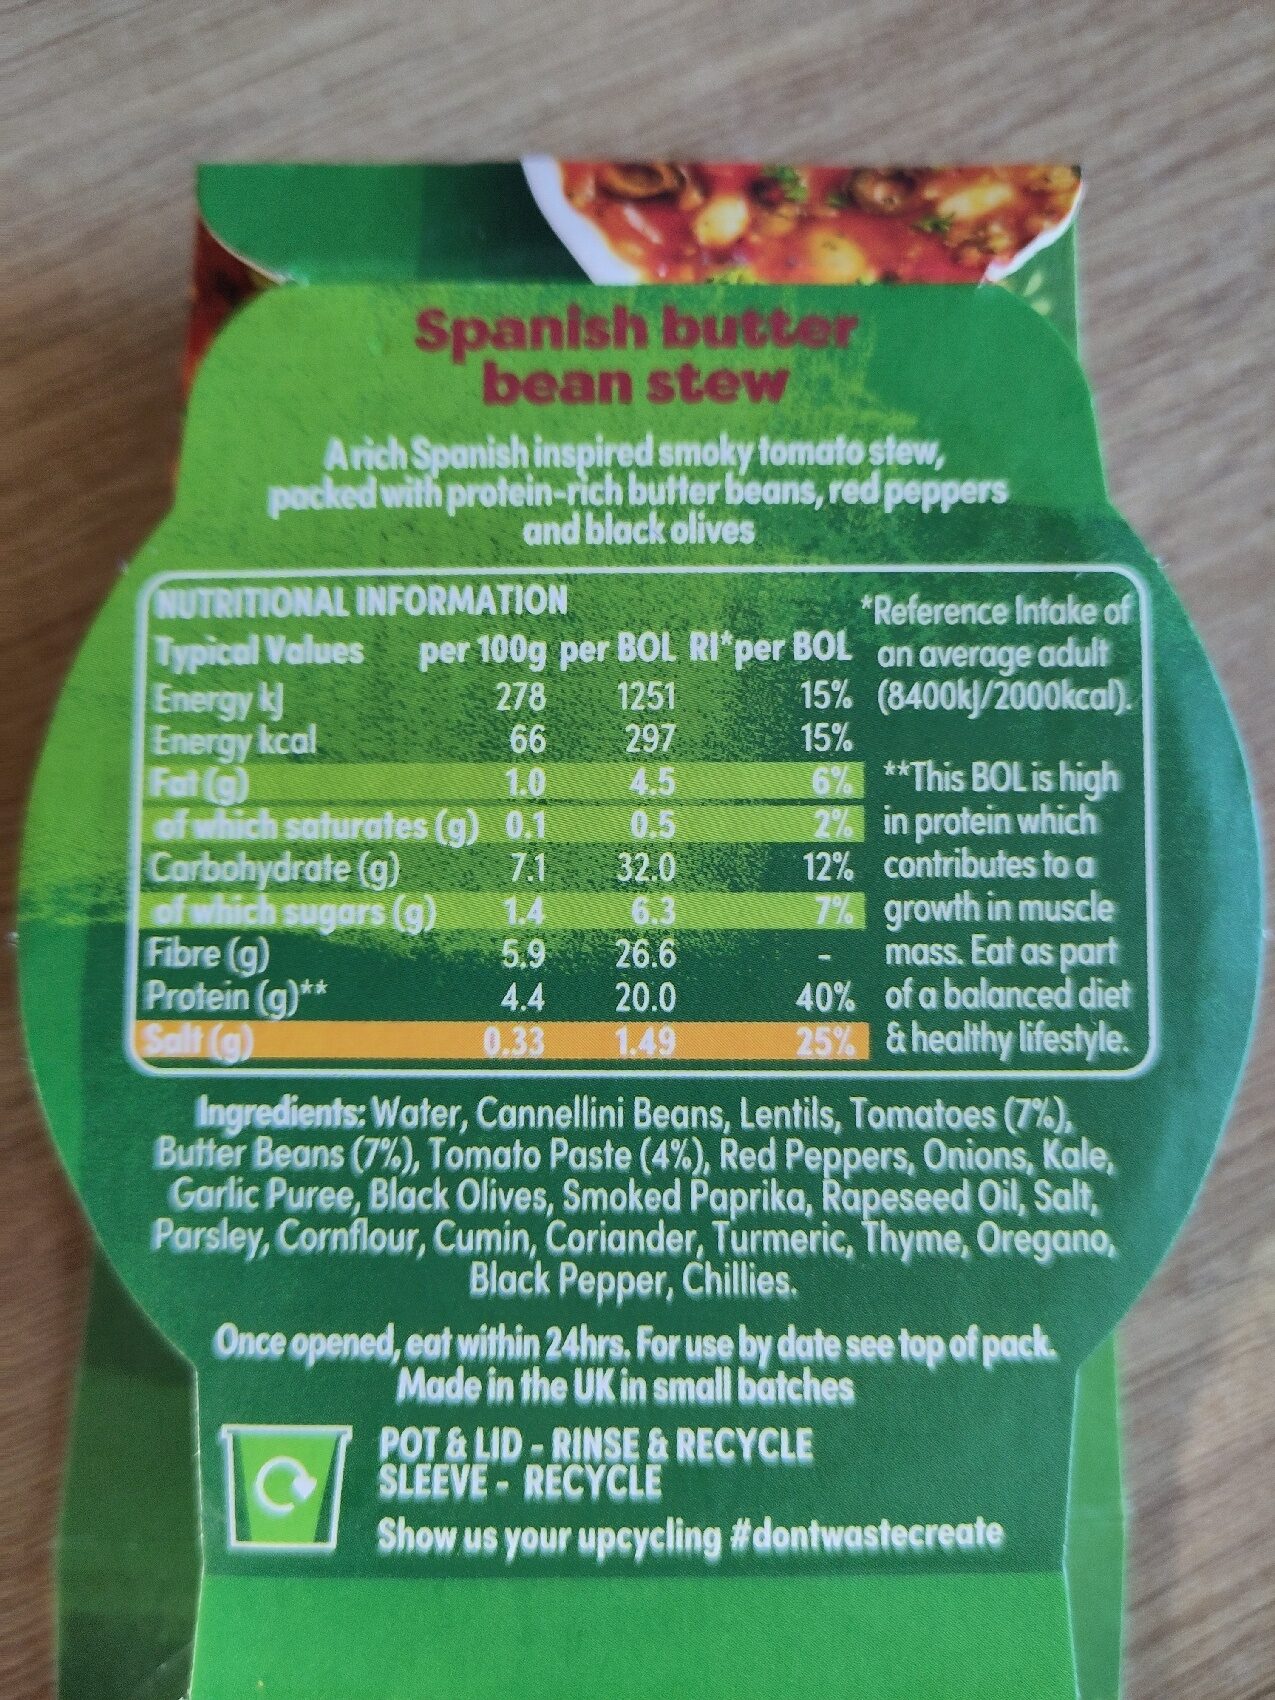 Spanish butter
bean stew
A rich Spanish inspired smoky tomato stew,
packed with protein-rich butter beans, red peppers
and black olives
NUTRITIONAL INFORMATION
Typical Values per 100g per BOL RI* per BOL
Energy kJ 278 1251 15%
Energy kcal 66 297 15%
Fat (g) 1.0 4.5 6%
of which saturates (g) 0.1 0.5 2%
Carbohydrate (g) 7.1 32.0 12%
of which sugars (g) 1.4 6.3 7%
Fibre (g) 5.9 26.6 -
Protein (g)** 4.4 20.0 40%
Salt (g) 0.33 1.49 25%
*Reference Intake of
an average adult
(8400kJ/2000kcal).
**This BOL is high
in protein which
contributes to a
growth in muscle
mass. Eat as part
of a balanced diet
& healthy lifestyle.
Ingredients: Water, Cannellini Beans, Lentils, Tomatoes (7%),
Butter Beans (7%), Tomato Paste (4%), Red Peppers, Onions, Kale,
Garlic Puree, Black Olives, Smoked Paprika, Rapeseed Oil, Salt,
Parsley, Cornflour, Cumin, Coriander, Turmeric, Thyme, Oregano,
Black Pepper, Chillies.
Once opened, eat within 24hrs. For use by date see top of pack.
Made in the UK in small batches
POT & LID - RINSE & RECYCLE
SLEEVE - RECYCLE
Show us your upcycling #dontwastecreate